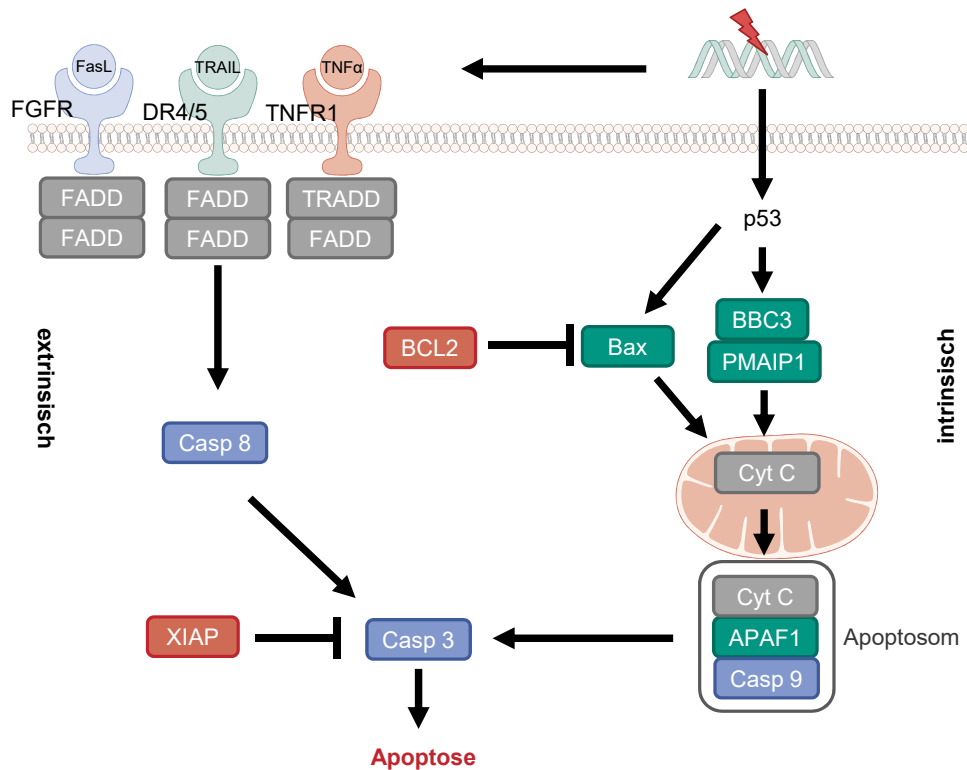 FasL
TRAIL
TNFα
FGFR
DR4/5
TNFR1
FADD
FADD
TRADD
FADD
FADD
FADD
p53
BBC3
PMAIP1
BCL2
Bax
extrinsisch
intrinsisch
Casp 8
Cyt C
Cyt C
APAF1
Casp 9
Apoptosom
XIAP
Casp 3
Apoptose